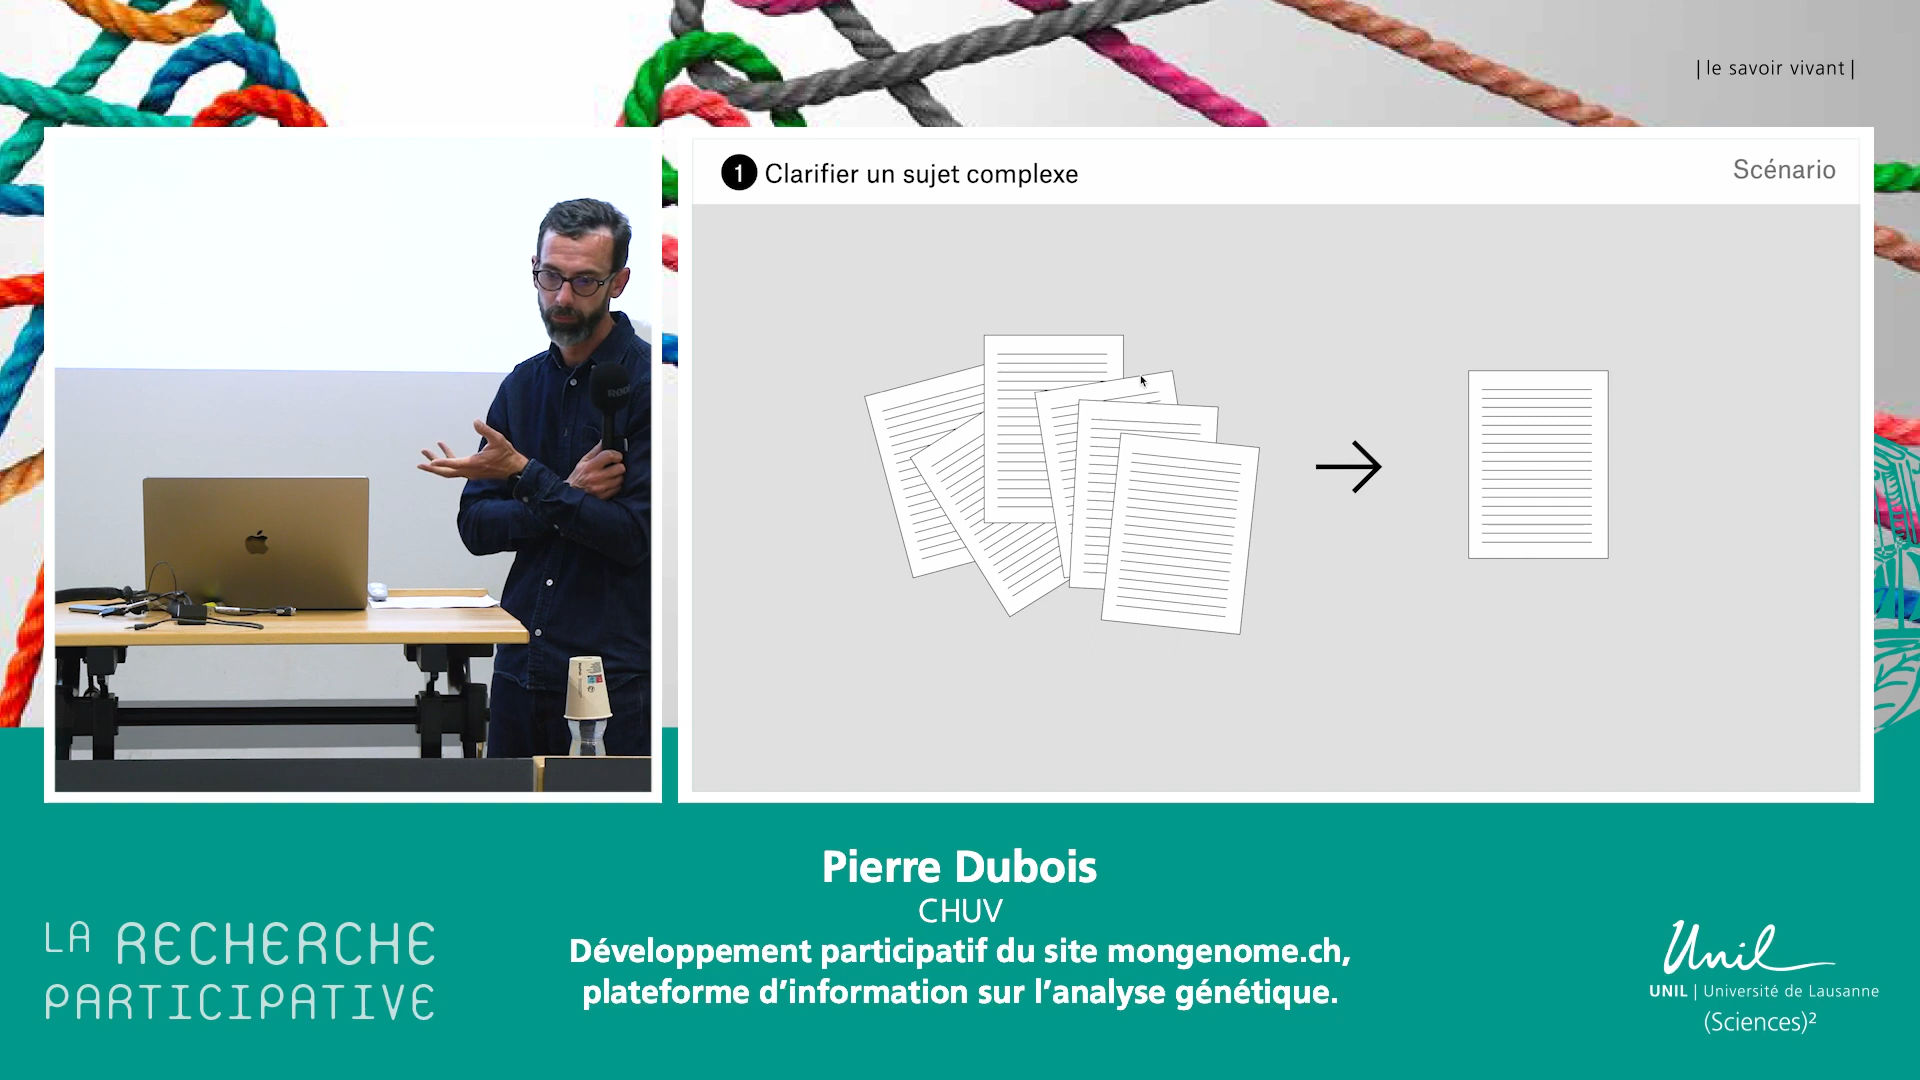 | le savoir vivant |
1 Clarifier un sujet complexe
Scénario
Pierre Dubois
CHUV
Développement participatif du site mongenome.ch,
plateforme d’information sur l’analyse génétique.
LA RECHERCHE
PARTICIPATIVE
Unil
UNIL | Université de Lausanne
(Sciences)²